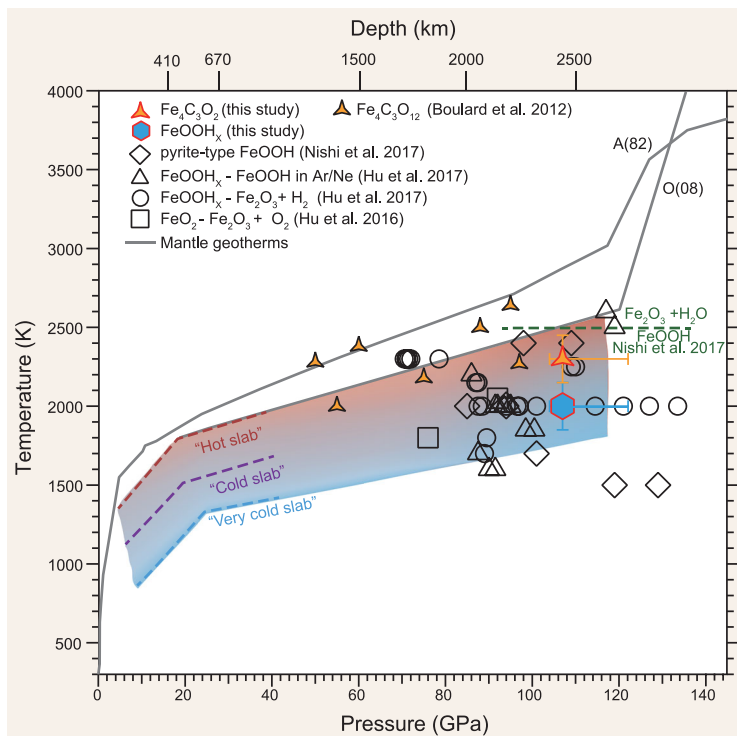 Depth (km)
410 670 1500 2000 2500
4000
3500
3000
2500
2000
1500
1000
500
Temperature (K)
Fe₄C₃O₂ (this study)
Fe₄C₃O₁₂ (Boulard et al. 2012)
FeOOHₓ (this study)
pyrite-type FeOOH (Nishi et al. 2017)
FeOOHₓ - FeOOH in Ar/Ne (Hu et al. 2017)
FeOOHₓ - Fe₂O₃ + H₂ (Hu et al. 2017)
FeO₂ - Fe₂O₃ + O₂ (Hu et al. 2016)
Mantle geotherms
A(82)
O(08)
Fe₂O₃ +H₂O
FeOOH
Nishi et al. 2017
"Hot slab"
"Cold slab"
"Very cold slab"
0 20 40 60 80 100 120 140
Pressure (GPa)